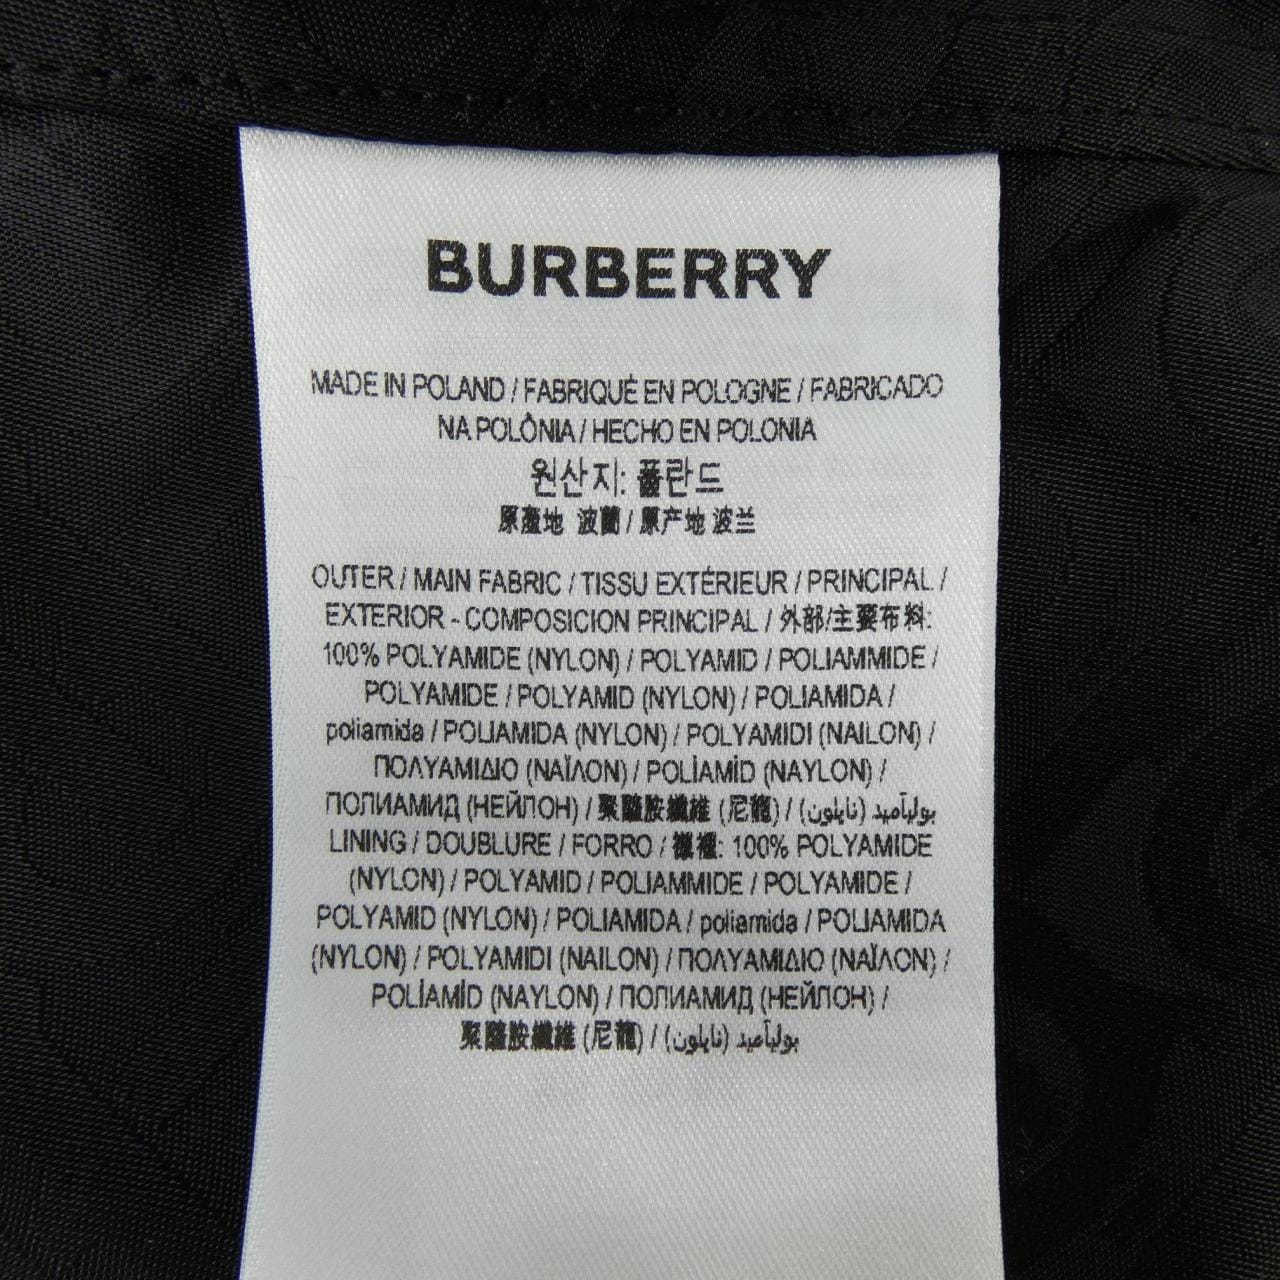 BURBERRY
MADE IN POLAND / FABRIQUÉ EN POLOGNE / FABRICADO
NA POLÔNIA / HECHO EN POLONIA
원산지: 폴란드
原產地 波蘭 / 原产地 波兰
OUTER / MAIN FABRIC / TISSU EXTÉRIEUR / PRINCIPAL /
EXTERIOR - COMPOSICION PRINCIPAL / 外部/主要布料:
100% POLYAMIDE (NYLON) / POLYAMID / POLIAMMIDE /
POLYAMIDE / POLYAMID (NYLON) / POLIAMIDA /
poliamida / POLIAMIDA (NYLON) / POLYAMIDI (NAILON) /
ΠΟΛΥΑΜΙΔΙΟ (ΝΑΪΛΟΝ) / POLİAMİD (NAYLON) /
ПОЛИАМИД (НЕЙЛОН) / 聚醯胺纖維 (尼龍) / بوليآميد (نايلون)
LINING / DOUBLURE / FORRO / 襯裡: 100% POLYAMIDE
(NYLON) / POLYAMID / POLIAMMIDE / POLYAMIDE /
POLYAMID (NYLON) / POLIAMIDA / poliamida / POLIAMIDA
(NYLON) / POLYAMIDI (NAILON) / ΠΟΛΥΑΜΙΔΙΟ (ΝΑΪΛΟΝ) /
POLİAMİD (NAYLON) / ПОЛИАМИД (НЕЙЛОН) /
聚醯胺纖維 (尼龍) / بوليآميد (نايلون)